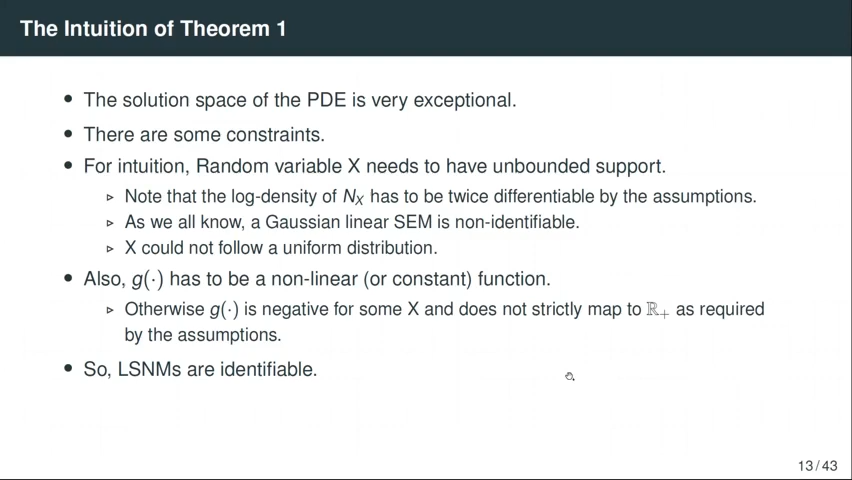 The Intuition of Theorem 1
• The solution space of the PDE is very exceptional.
• There are some constraints.
• For intuition, Random variable X needs to have unbounded support.
▹ Note that the log-density of N_X has to be twice differentiable by the assumptions.
▹ As we all know, a Gaussian linear SEM is non-identifiable.
▹ X could not follow a uniform distribution.
• Also, g(·) has to be a non-linear (or constant) function.
▹ Otherwise g(·) is negative for some X and does not strictly map to ℝ₊ as required
by the assumptions.
• So, LSNMs are identifiable.
13 / 43